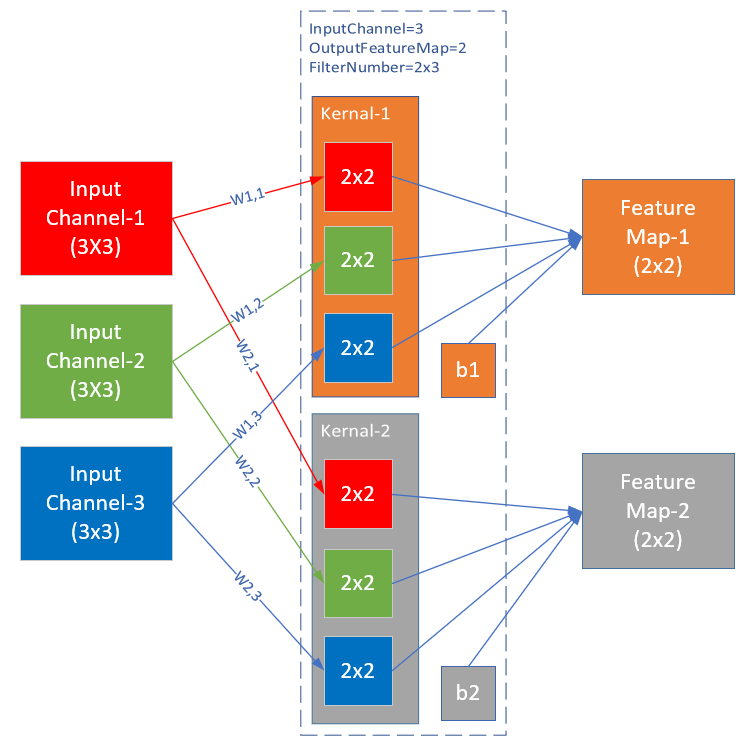 InputChannel=3
OutputFeatureMap=2
FilterNumber=2x3
Kernal-1
Input
Channel-1
(3X3)
W1,1
2x2
Feature
Map-1
(2x2)
2x2
Input
Channel-2
(3X3)
W1,2
W2,1
2x2
b1
W1,3
Kernal-2
Input
Channel-3
(3x3)
W2,2
2x2
Feature
Map-2
(2x2)
2x2
W2,3
2x2
b2